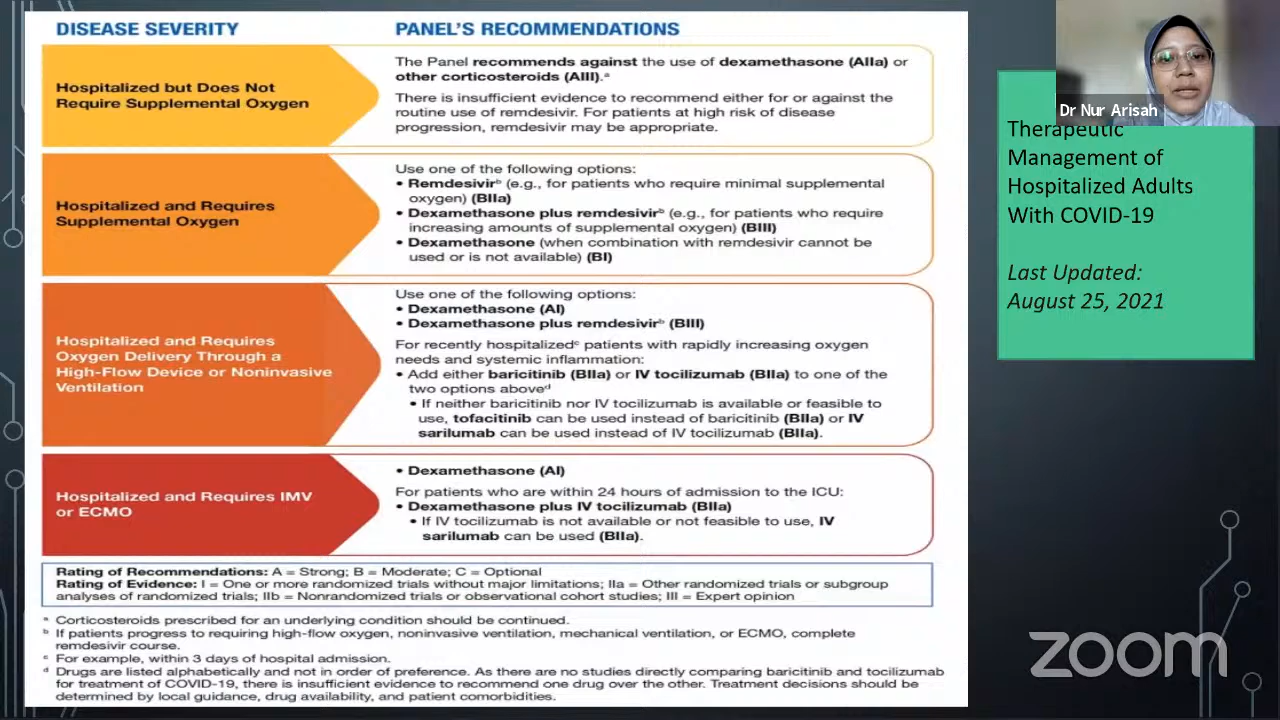 DISEASE SEVERITY
PANEL'S RECOMMENDATIONS
Hospitalized but Does Not
Require Supplemental Oxygen
The Panel recommends against the use of dexamethasone (AIIa) or
other corticosteroids (AIII).ᵃ
There is insufficient evidence to recommend either for or against the
routine use of remdesivir. For patients at high risk of disease
progression, remdesivir may be appropriate.
Hospitalized and Requires
Supplemental Oxygen
Use one of the following options:
• Remdesivirᵇ (e.g., for patients who require minimal supplemental
oxygen) (BIIa)
• Dexamethasone plus remdesivirᵇ (e.g., for patients who require
increasing amounts of supplemental oxygen) (BIII)
• Dexamethasone (when combination with remdesivir cannot be
used or is not available) (BI)
Hospitalized and Requires
Oxygen Delivery Through a
High-Flow Device or Noninvasive
Ventilation
Use one of the following options:
• Dexamethasone (AI)
• Dexamethasone plus remdesivirᵇ (BIII)
For recently hospitalizedᶜ patients with rapidly increasing oxygen
needs and systemic inflammation:
• Add either baricitinib (BIIa) or IV tocilizumab (BIIa) to one of the
two options aboveᵈ
• If neither baricitinib nor IV tocilizumab is available or feasible to
use, tofacitinib can be used instead of baricitinib (BIIa) or IV
sarilumab can be used instead of IV tocilizumab (BIIa).
Hospitalized and Requires IMV
or ECMO
• Dexamethasone (AI)
For patients who are within 24 hours of admission to the ICU:
• Dexamethasone plus IV tocilizumab (BIIa)
• If IV tocilizumab is not available or not feasible to use, IV
sarilumab can be used (BIIa).
Rating of Recommendations: A = Strong; B = Moderate; C = Optional
Rating of Evidence: I = One or more randomized trials without major limitations; IIa = Other randomized trials or subgroup
analyses of randomized trials; IIb = Nonrandomized trials or observational cohort studies; III = Expert opinion
ᵃ Corticosteroids prescribed for an underlying condition should be continued.
ᵇ If patients progress to requiring high-flow oxygen, noninvasive ventilation, mechanical ventilation, or ECMO, complete
remdesivir course.
ᶜ For example, within 3 days of hospital admission.
ᵈ Drugs are listed alphabetically and not in order of preference. As there are no studies directly comparing baricitinib and tocilizumab
for treatment of COVID-19, there is insufficient evidence to recommend one drug over the other. Treatment decisions should be
determined by local guidance, drug availability, and patient comorbidities.
Dr Nur Arisah
Therapeutic
Management of
Hospitalized Adults
With COVID-19
Last Updated:
August 25, 2021
zoom